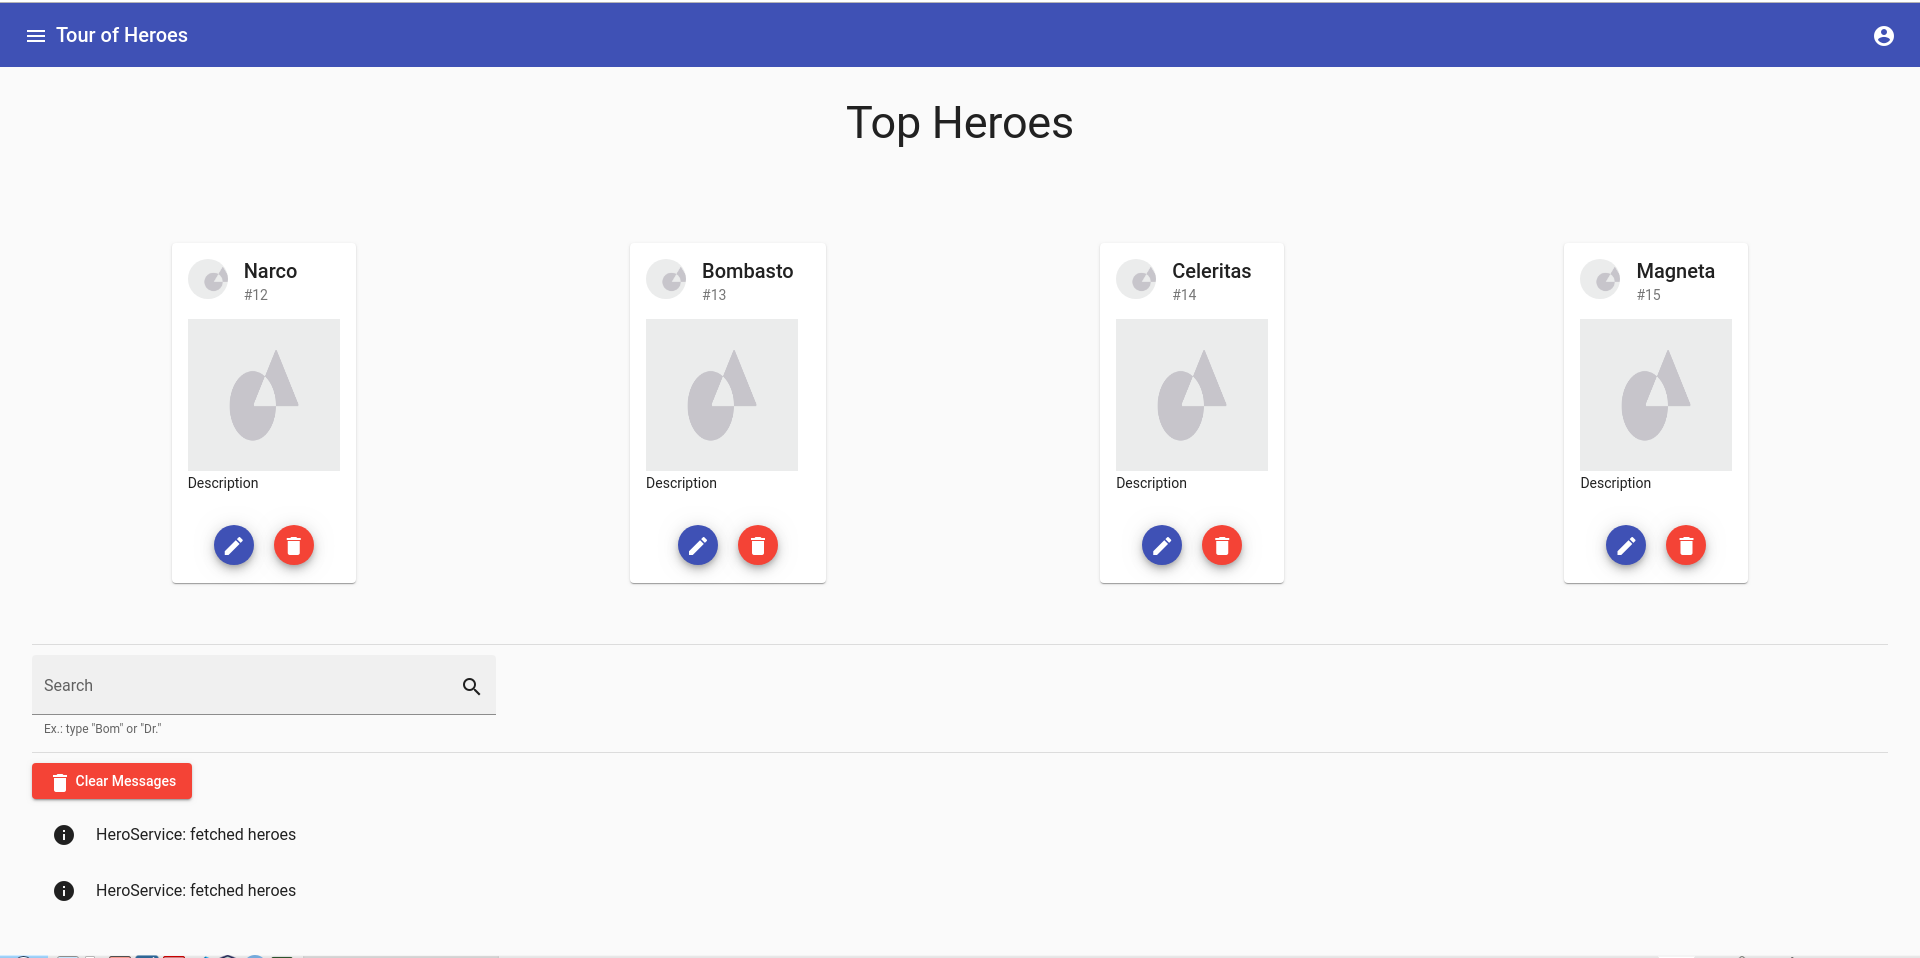 Tour of Heroes
Top Heroes
Narco
#12
Description
Bombasto
#13
Description
Celeritas
#14
Description
Magneta
#15
Description
Search
Ex.: type "Bom" or "Dr."
Clear Messages
HeroService: fetched heroes
HeroService: fetched heroes